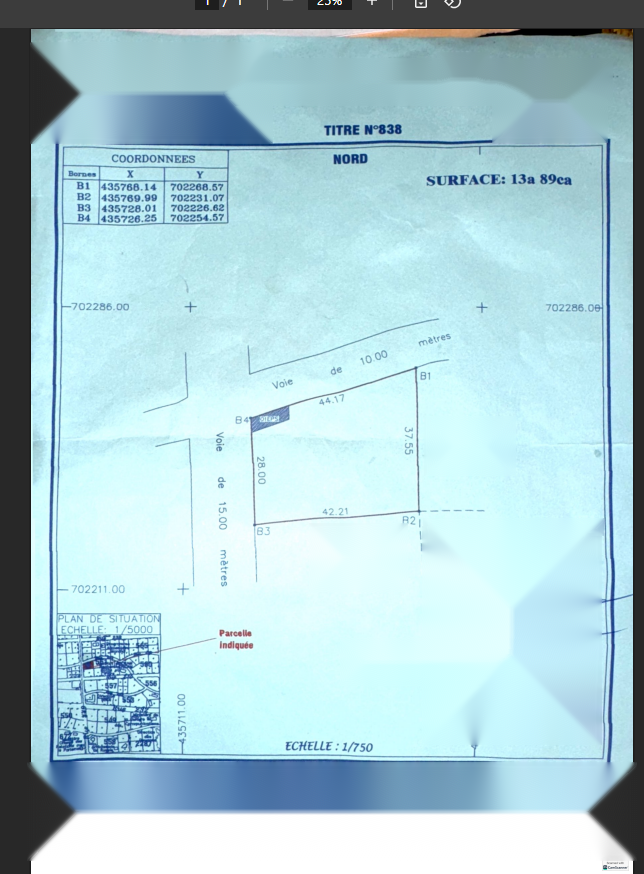 1 / 1
25%
TITRE N°838
COORDONNEES
NORD
Bornes X Y
B1 435768.14 702268.57
B2 435769.99 702231.07
B3 435728.01 702226.62
B4 435726.25 702254.57
SURFACE: 13a 89ca
702286.00
702286.00
Voie de 10.00 mètres
B1
44.17
B4
37.55
Voie de 15.00 mètres
28.00
42.21
B2
B3
702211.00
PLAN DE SITUATION
ECHELLE: 1/5000
Parcelle
Indiquée
556
435711.00
ECHELLE : 1/750
CamScanner